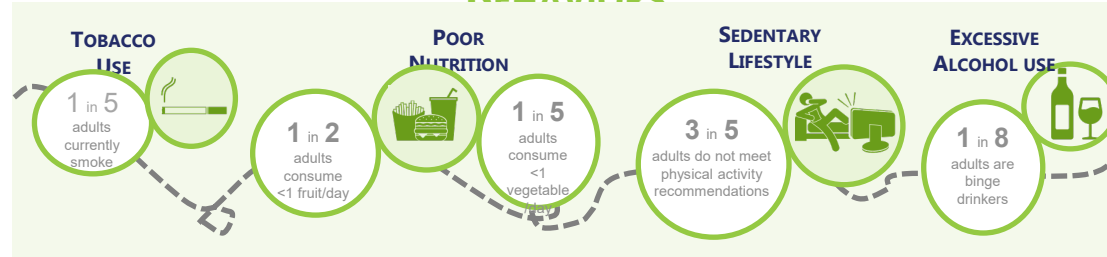 TOBACCO
USE
1 in 5
adults
currently
smoke
POOR
NUTRITION
1 in 2
adults
consume
<1 fruit/day
1 in 5
adults
consume
<1
vegetable
/day
SEDENTARY
LIFESTYLE
3 in 5
adults do not meet
physical activity
recommendations
EXCESSIVE
ALCOHOL USE
1 in 8
adults are
binge
drinkers